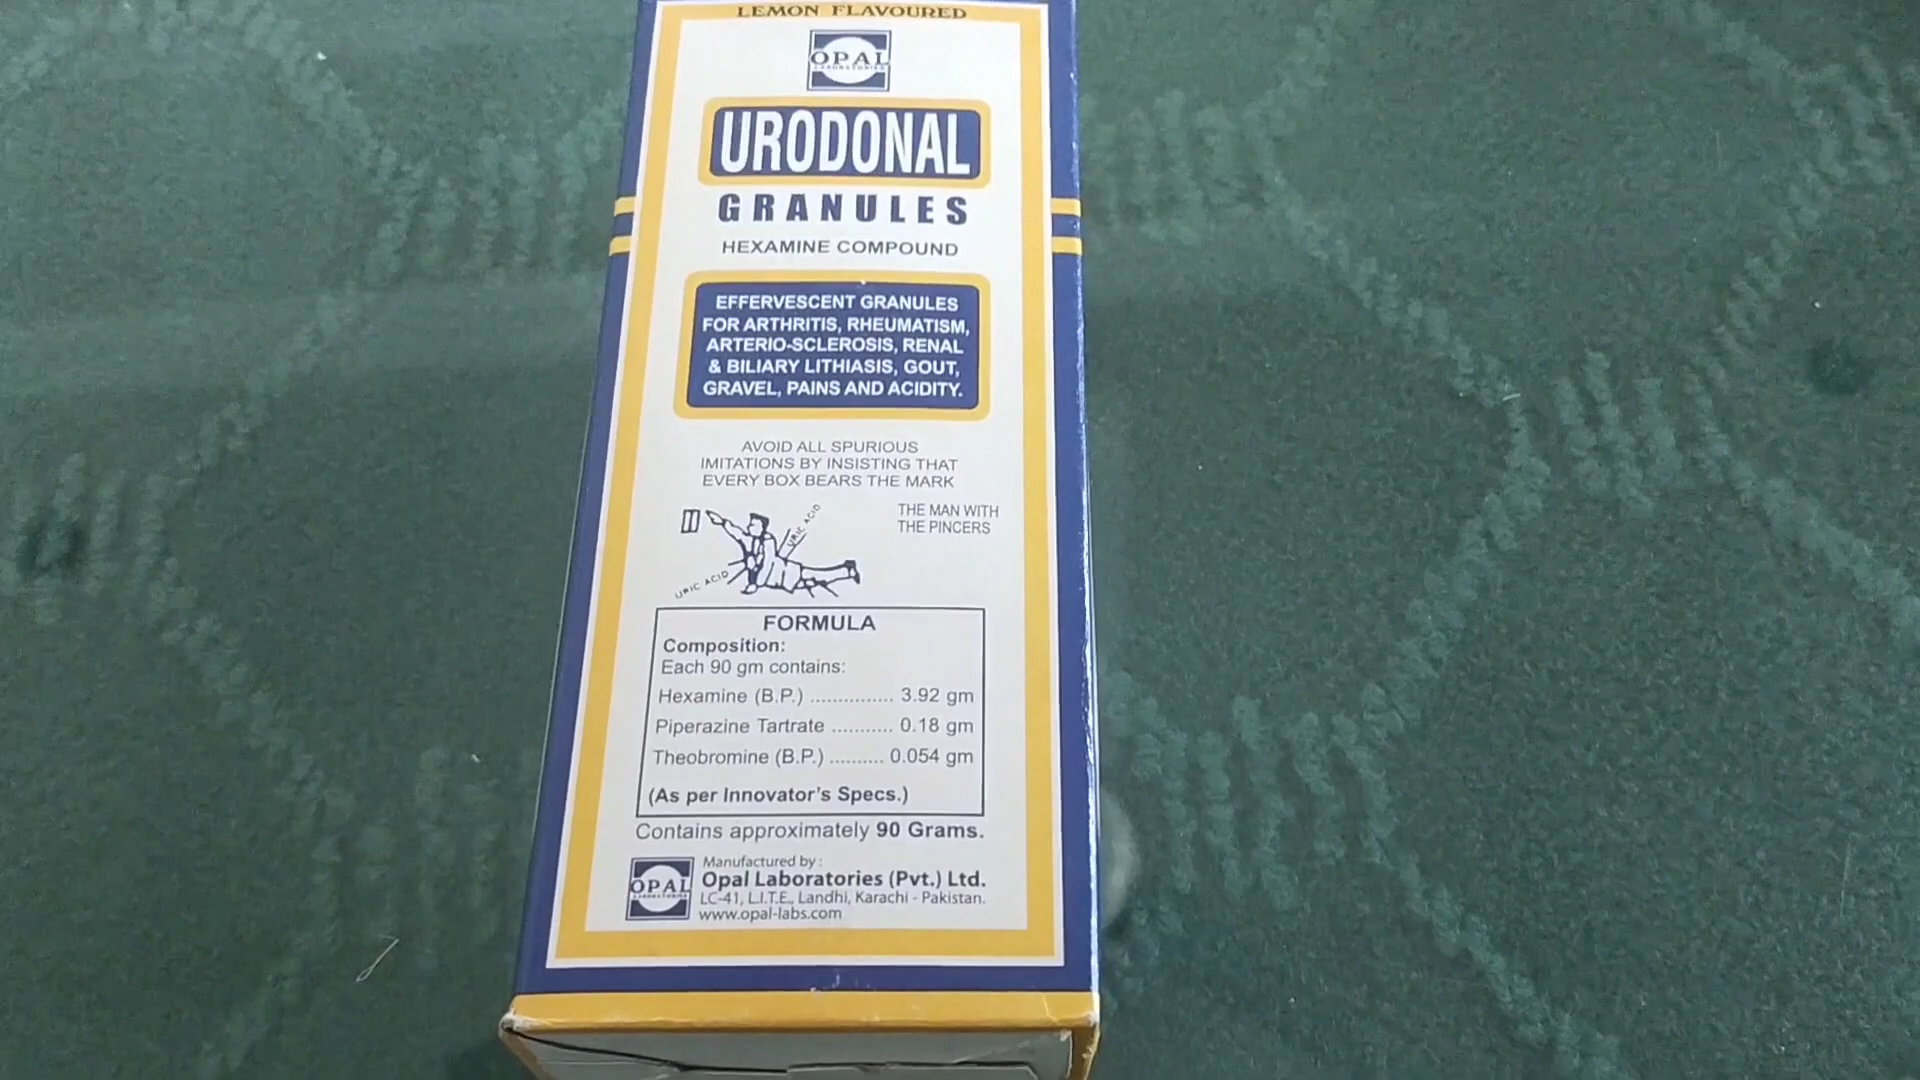 LEMON FLAVOURED
OPAL
LABORATORIES
URODONAL
GRANULES
HEXAMINE COMPOUND
EFFERVESCENT GRANULES
FOR ARTHRITIS, RHEUMATISM,
ARTERIO-SCLEROSIS, RENAL
& BILIARY LITHIASIS, GOUT,
GRAVEL, PAINS AND ACIDITY.
AVOID ALL SPURIOUS
IMITATIONS BY INSISTING THAT
EVERY BOX BEARS THE MARK
THE MAN WITH
THE PINCERS
URIC ACID
URIC ACID
FORMULA
Composition:
Each 90 gm contains:
Hexamine (B.P.) ............... 3.92 gm
Piperazine Tartrate ........... 0.18 gm
Theobromine (B.P.) .......... 0.054 gm
(As per Innovator's Specs.)
Contains approximately 90 Grams.
OPAL
LABORATORIES
Manufactured by :
Opal Laboratories (Pvt.) Ltd.
LC-41, L.I.T.E., Landhi, Karachi - Pakistan.
www.opal-labs.com